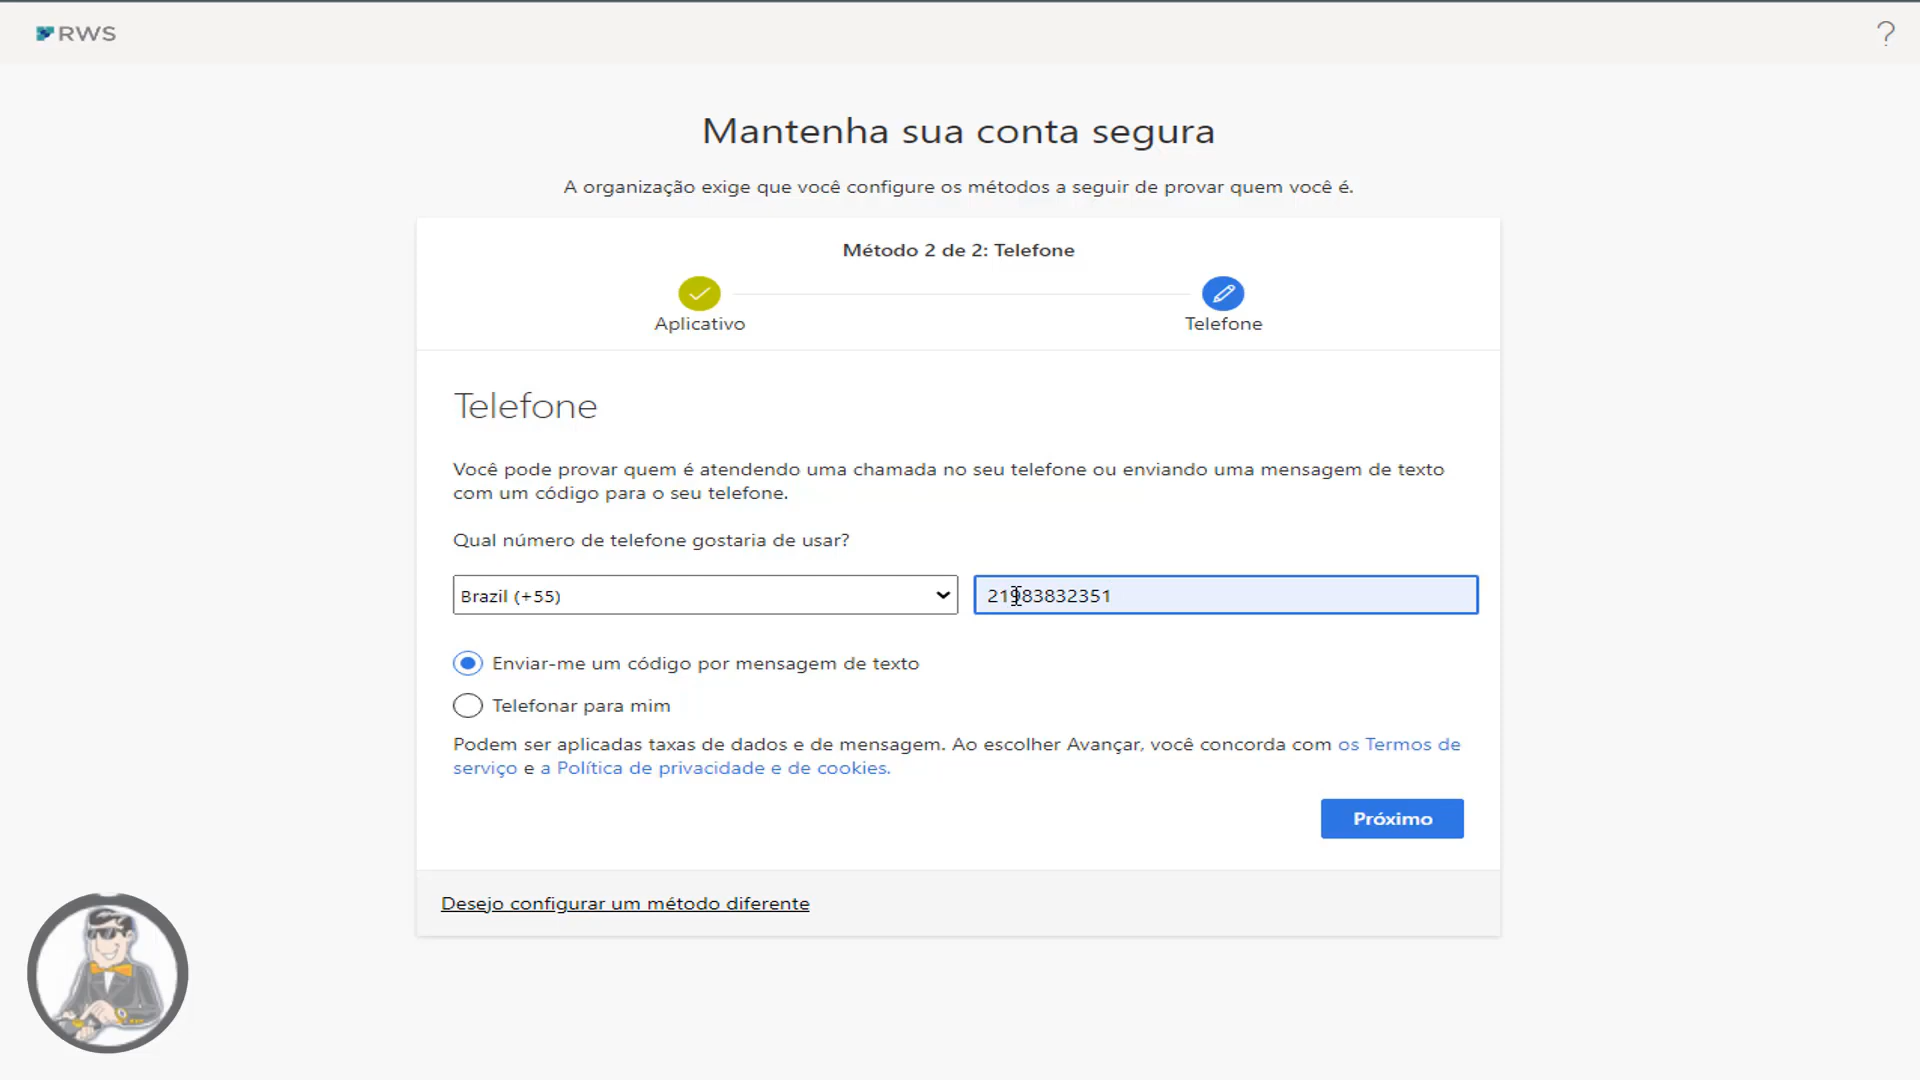 RWS
?
Mantenha sua conta segura
A organização exige que você configure os métodos a seguir de provar quem você é.
Método 2 de 2: Telefone
Aplicativo
Telefone
Telefone
Você pode provar quem é atendendo uma chamada no seu telefone ou enviando uma mensagem de texto
com um código para o seu telefone.
Qual número de telefone gostaria de usar?
Brazil (+55)
21983832351
Enviar-me um código por mensagem de texto
Telefonar para mim
Podem ser aplicadas taxas de dados e de mensagem. Ao escolher Avançar, você concorda com os Termos de
serviço e a Política de privacidade e de cookies.
Próximo
Desejo configurar um método diferente